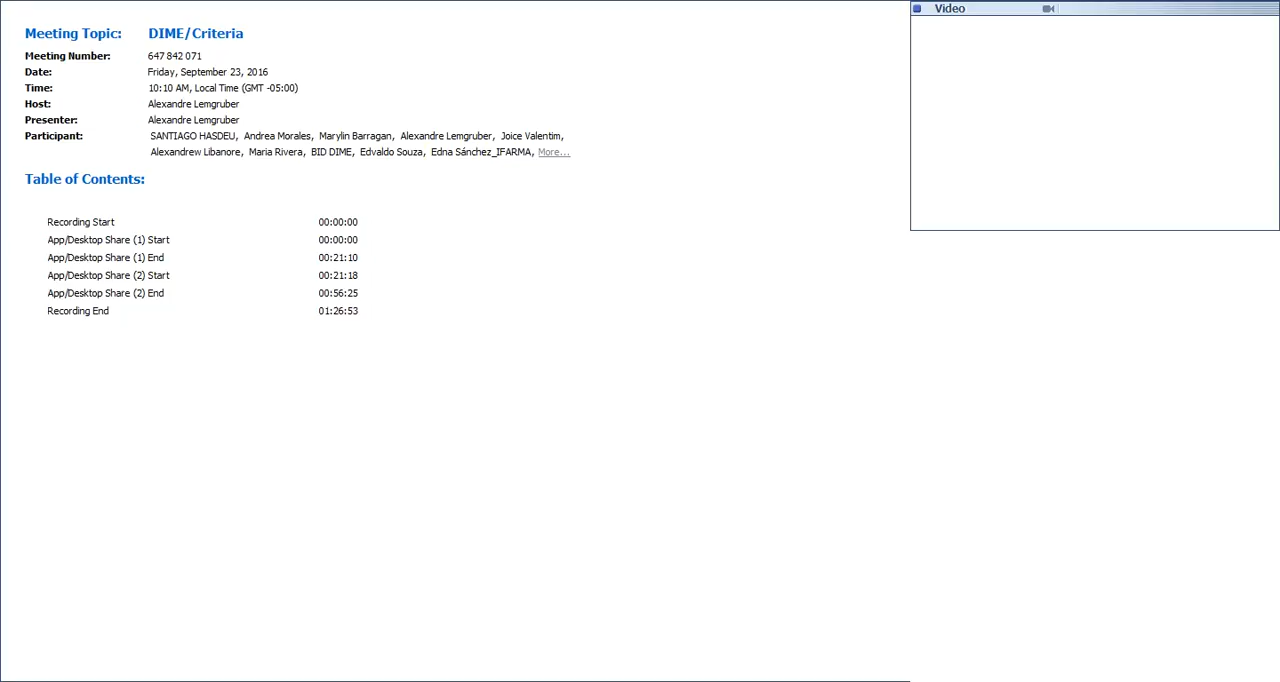 Meeting Topic: DIME/Criteria
Meeting Number: 647 842 071
Date: Friday, September 23, 2016
Time: 10:10 AM, Local Time (GMT -05:00)
Host: Alexandre Lemgruber
Presenter: Alexandre Lemgruber
Participant: SANTIAGO HASDEU, Andrea Morales, Marylin Barragan, Alexandre Lemgruber, Joice Valentim,
Alexandrew Libanore, Maria Rivera, BID DIME, Edvaldo Souza, Edna Sánchez_IFARMA, More...
Table of Contents:
Recording Start 00:00:00
App/Desktop Share (1) Start 00:00:00
App/Desktop Share (1) End 00:21:10
App/Desktop Share (2) Start 00:21:18
App/Desktop Share (2) End 00:56:25
Recording End 01:26:53
Video